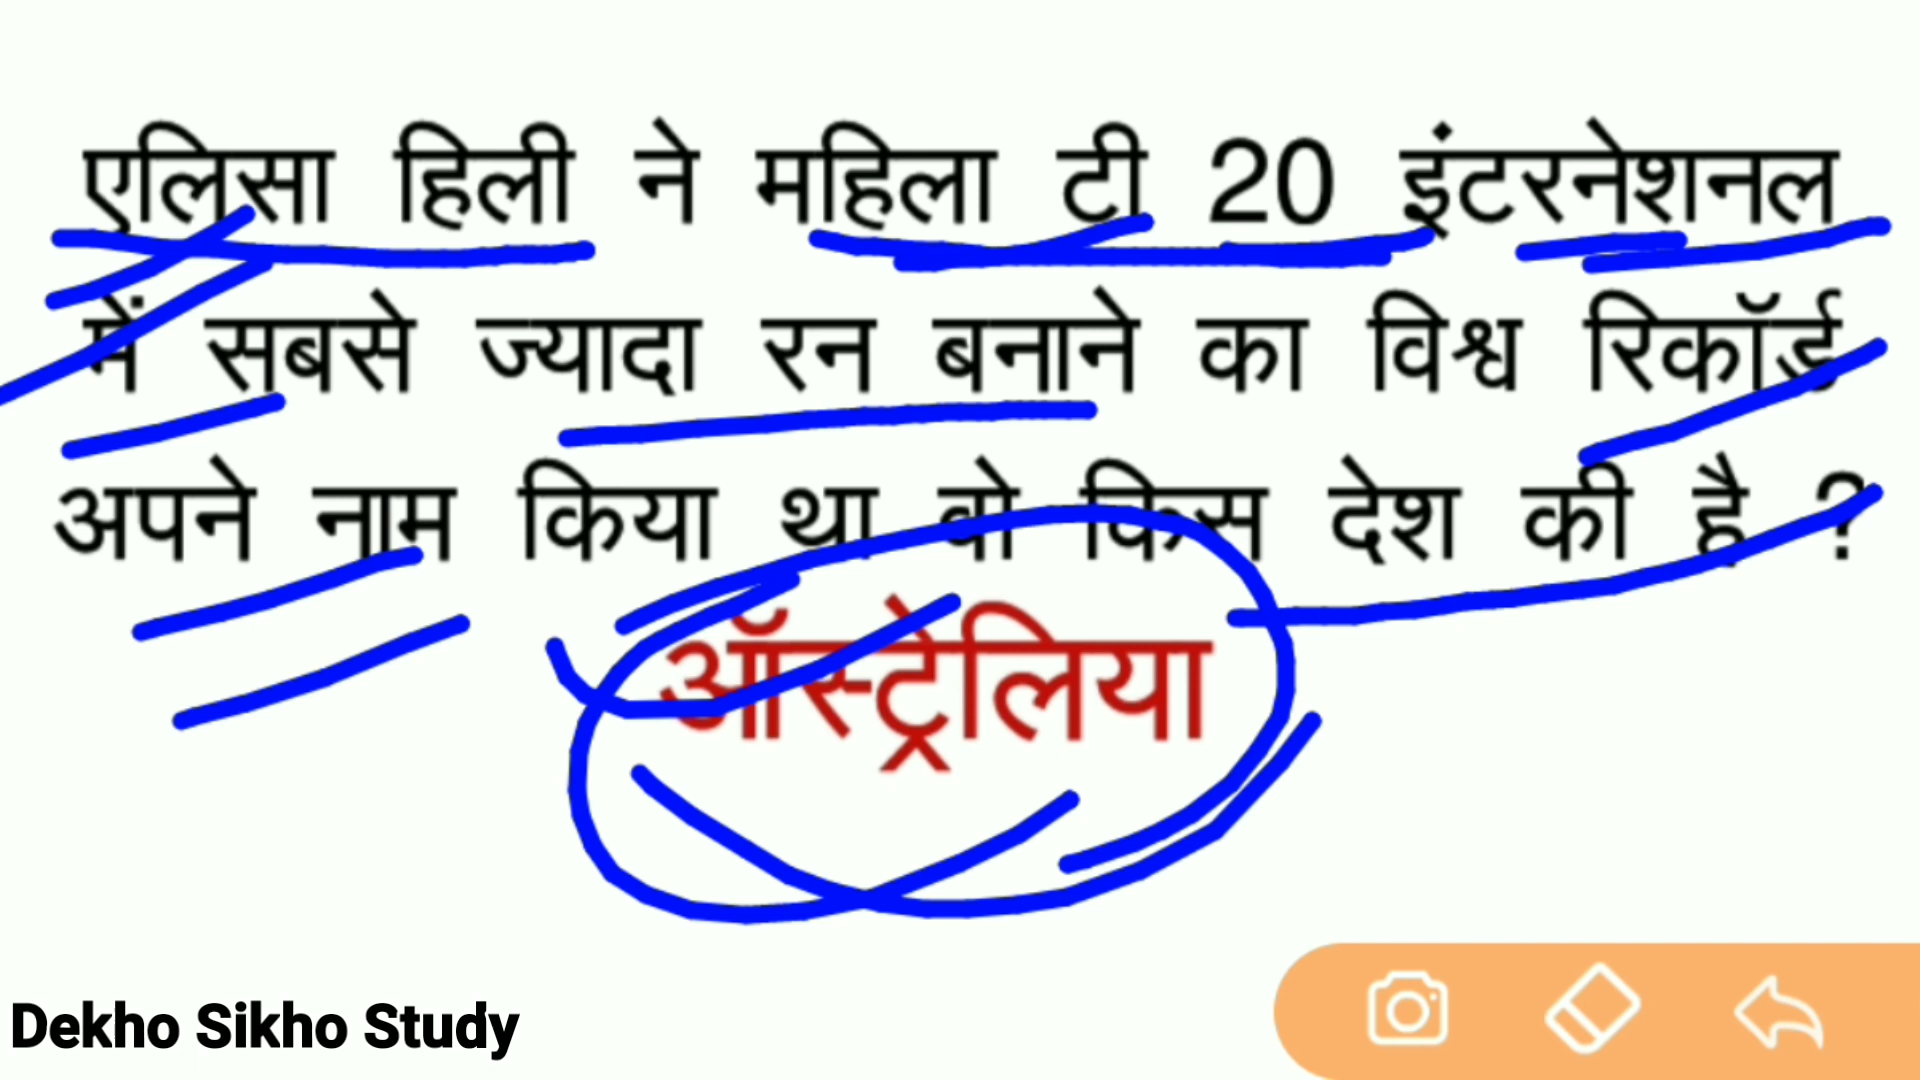 एलिसा हिली ने महिला टी 20 इंटरनेशनल
में सबसे ज्यादा रन बनाने का विश्व रिकॉर्ड
अपने नाम किया था वो किस देश की है ?
ऑस्ट्रेलिया
Dekho Sikho Study